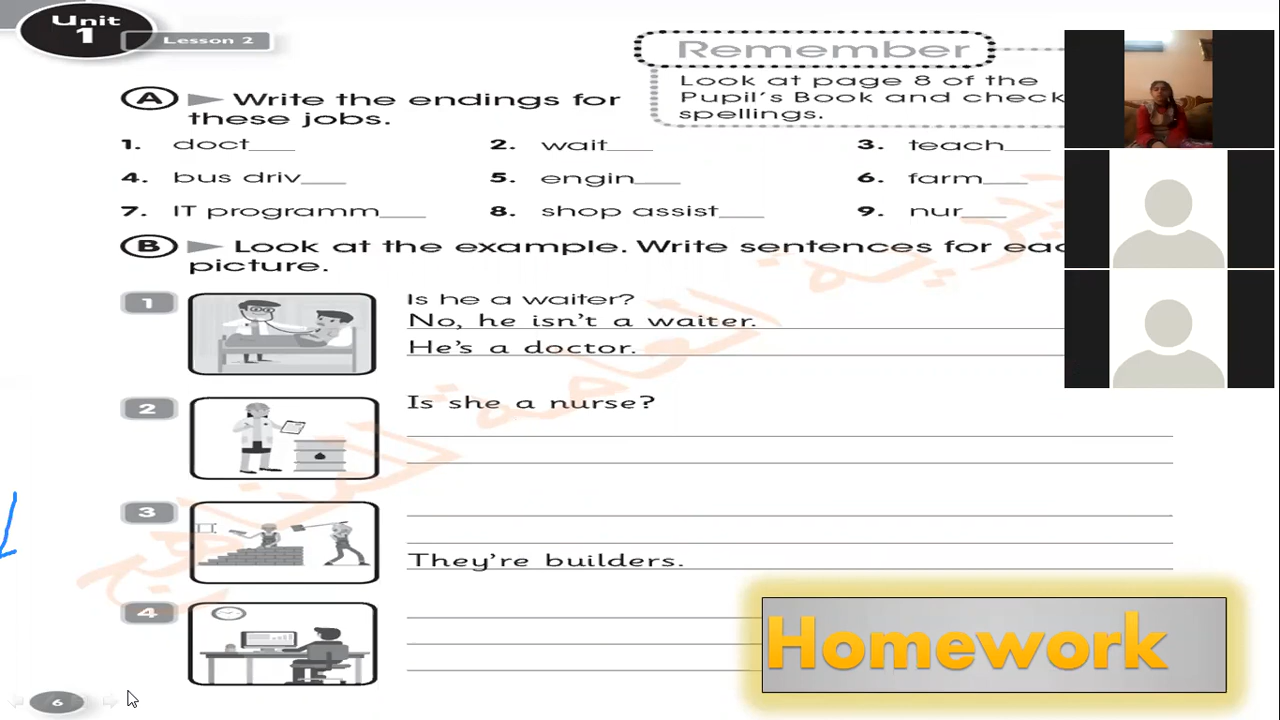 Unit
1
Lesson 2
Remember
Look at page 8 of the
Pupil's Book and check
spellings.
A Write the endings for
these jobs.
1. doct___ 2. wait___ 3. teach___
4. bus driv___ 5. engin___ 6. farm___
7. IT programm___ 8. shop assist___ 9. nur___
B Look at the example. Write sentences for eac
picture.
1
Is he a waiter?
No, he isn't a waiter.
He's a doctor.
2
Is she a nurse?
3
They're builders.
4
Homework
6